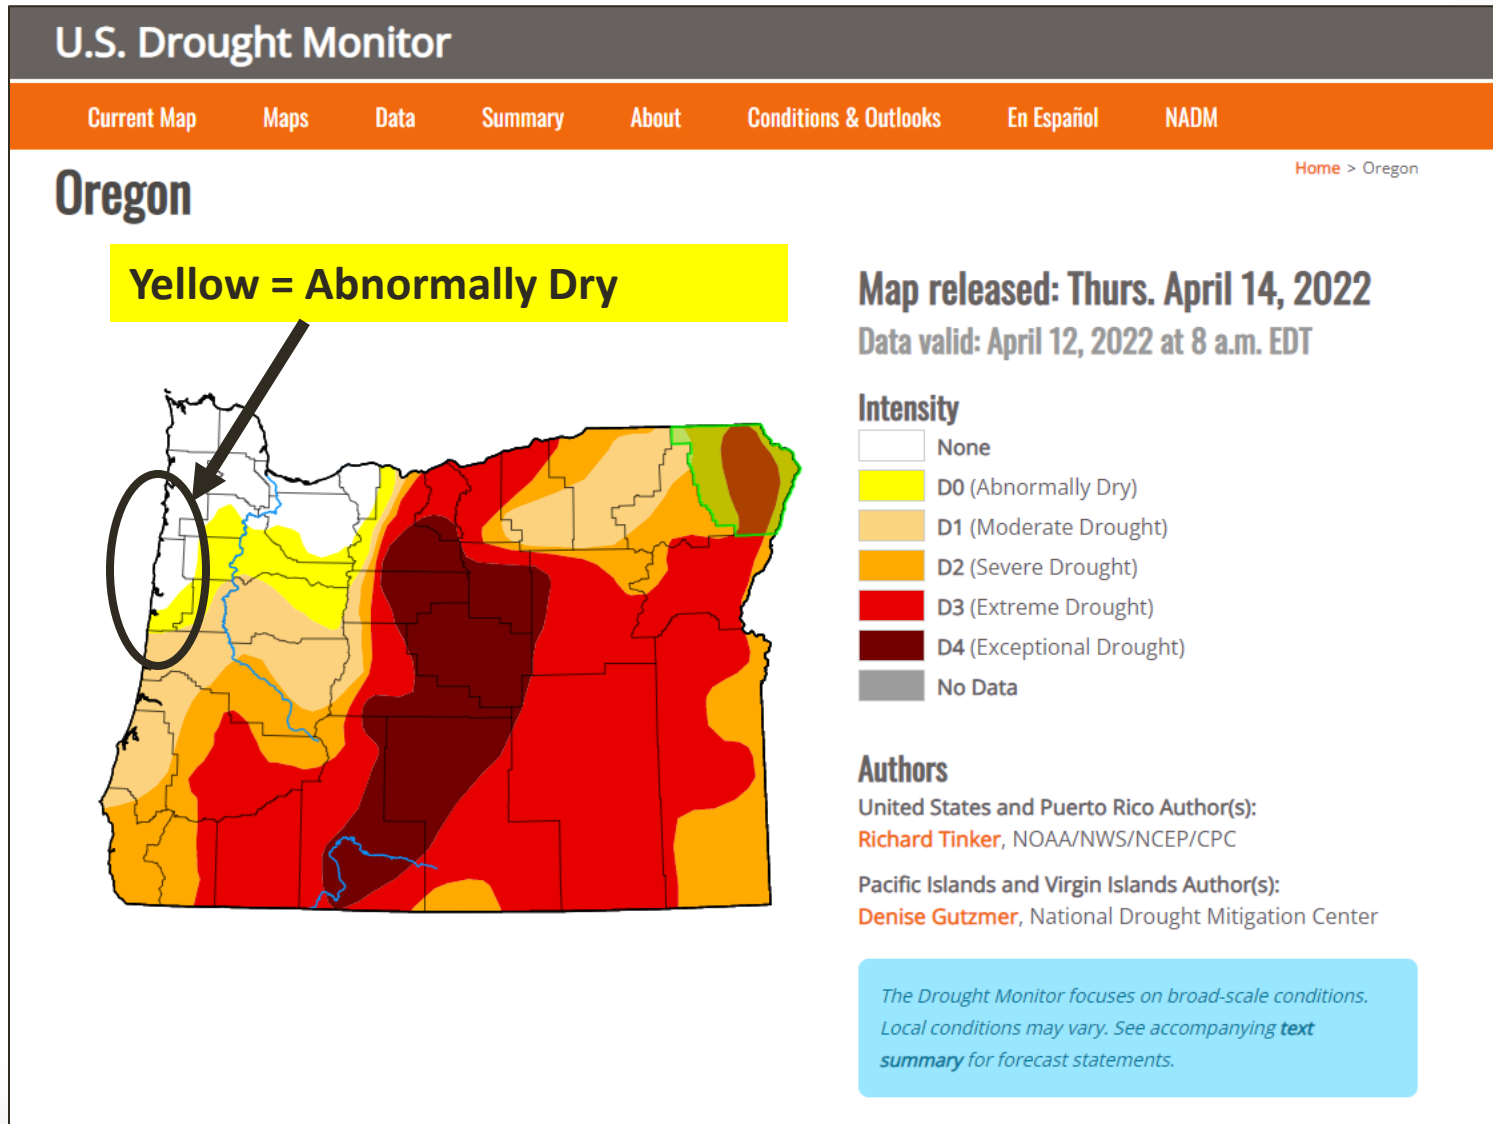 U.S. Drought Monitor
Current Map Maps Data Summary About Conditions & Outlooks En Español NADM
Home > Oregon
Oregon
Yellow = Abnormally Dry
Map released: Thurs. April 14, 2022
Data valid: April 12, 2022 at 8 a.m. EDT
Intensity
None
D0 (Abnormally Dry)
D1 (Moderate Drought)
D2 (Severe Drought)
D3 (Extreme Drought)
D4 (Exceptional Drought)
No Data
Authors
United States and Puerto Rico Author(s):
Richard Tinker, NOAA/NWS/NCEP/CPC
Pacific Islands and Virgin Islands Author(s):
Denise Gutzmer, National Drought Mitigation Center
The Drought Monitor focuses on broad-scale conditions.
Local conditions may vary. See accompanying text
summary for forecast statements.